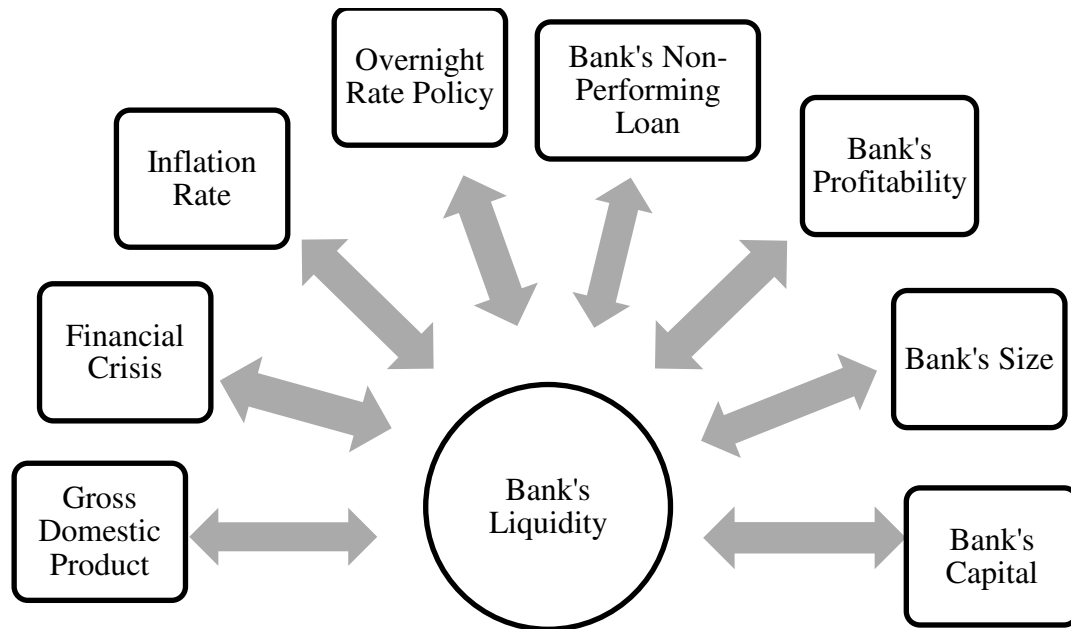 Overnight
Rate Policy
Bank's Non-
Performing
Loan
Inflation
Rate
Bank's
Profitability
Financial
Crisis
Bank's Size
Gross
Domestic
Product
Bank's
Liquidity
Bank's
Capital